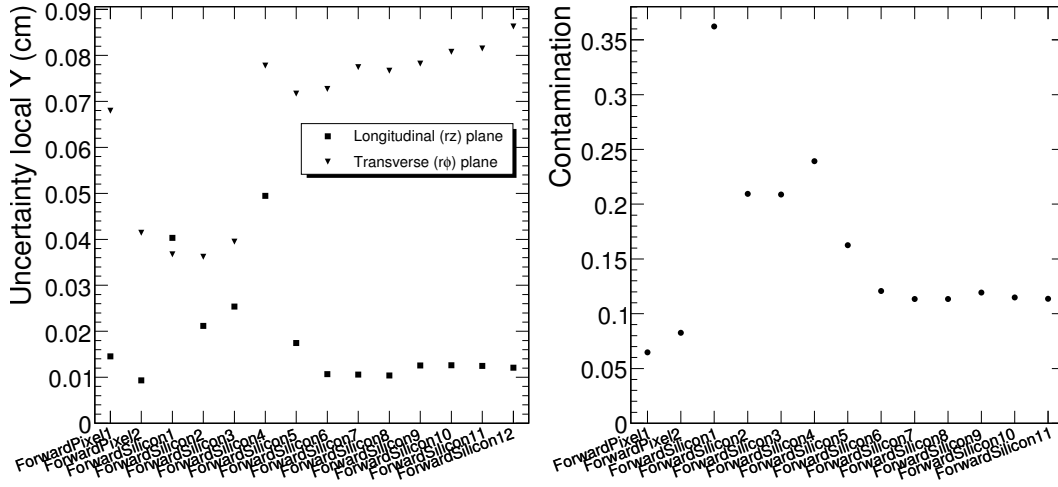 Uncertainty local Y (cm)
0.09
0.08
0.07
0.06
0.05
0.04
0.03
0.02
0.01
0
Longitudinal (rz) plane
Transverse (rϕ) plane
ForwardPixel1
ForwardPixel2
ForwardSilicon1
ForwardSilicon2
ForwardSilicon3
ForwardSilicon4
ForwardSilicon5
ForwardSilicon6
ForwardSilicon7
ForwardSilicon8
ForwardSilicon9
ForwardSilicon10
ForwardSilicon11
ForwardSilicon12
Contamination
0.35
0.3
0.25
0.2
0.15
0.1
0.05
0
ForwardPixel1
ForwardPixel2
ForwardSilicon1
ForwardSilicon2
ForwardSilicon3
ForwardSilicon4
ForwardSilicon5
ForwardSilicon6
ForwardSilicon7
ForwardSilicon8
ForwardSilicon9
ForwardSilicon10
ForwardSilicon11